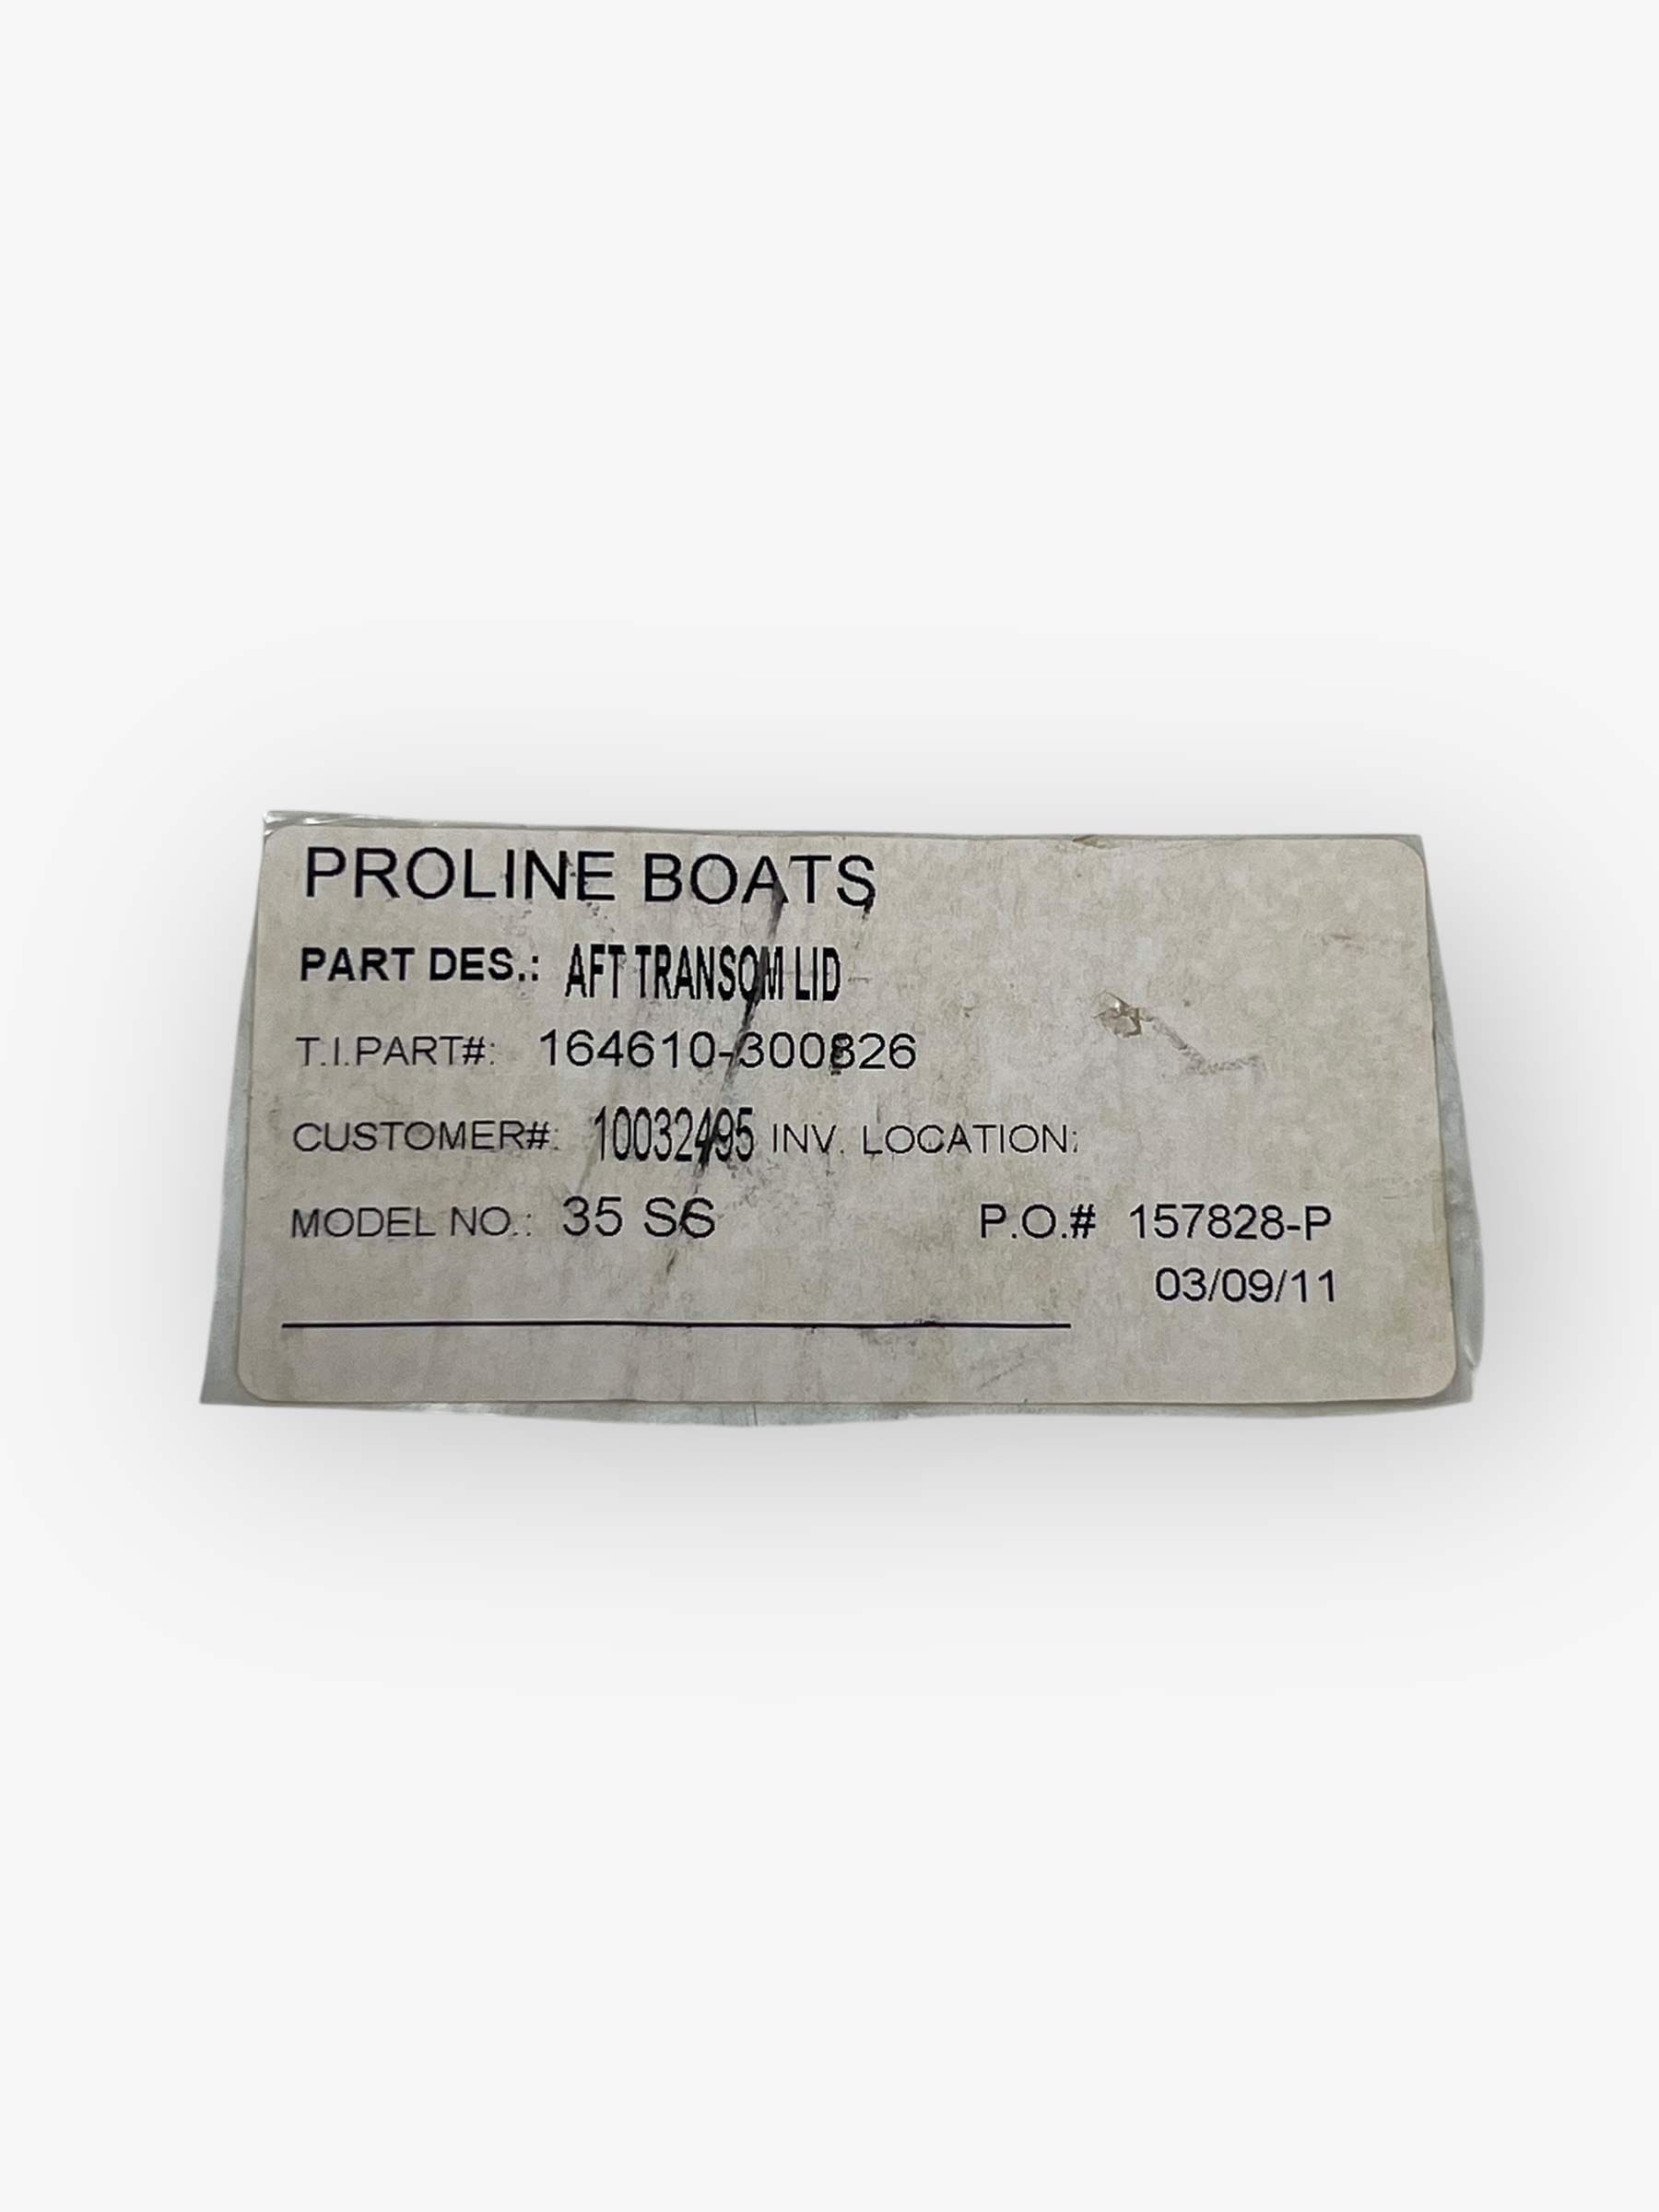 PROLINE BOATS
PART DES.: AFT TRANSOM LID
T.I.PART#: 164610-300826
CUSTOMER#: 10032495 INV. LOCATION:
MODEL NO.: 35 P.O.# 157828-P
03/09/11